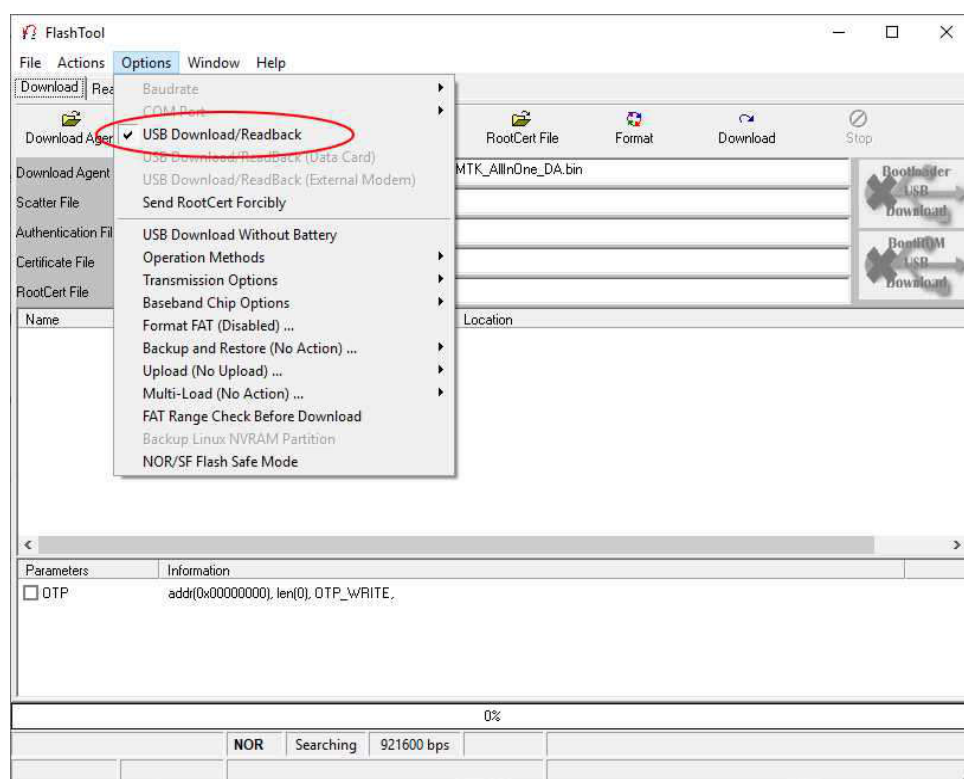 FlashTool
File Actions Options Window Help
Download Rea
Baudrate
COM Port
USB Download/Readback
USB Download/ReadBack (Data Card)
USB Download/ReadBack (External Modem)
Send RootCert Forcibly
USB Download Without Battery
Operation Methods
Transmission Options
Baseband Chip Options
Format FAT (Disabled) ...
Backup and Restore (No Action) ...
Upload (No Upload) ...
Multi-Load (No Action) ...
FAT Range Check Before Download
Backup Linux NVRAM Partition
NOR/SF Flash Safe Mode
Download Agen RootCert File Format Download Stop
Download Agent MTK_AllInOne_DA.bin
Scatter File
Authentication Fil
Certificate File
RootCert File
Bootloader
USB
Download
BootROM
USB
Download
Name Location
Parameters Information
OTP addr(0x00000000), len(0), OTP_WRITE,
0%
NOR Searching 921600 bps